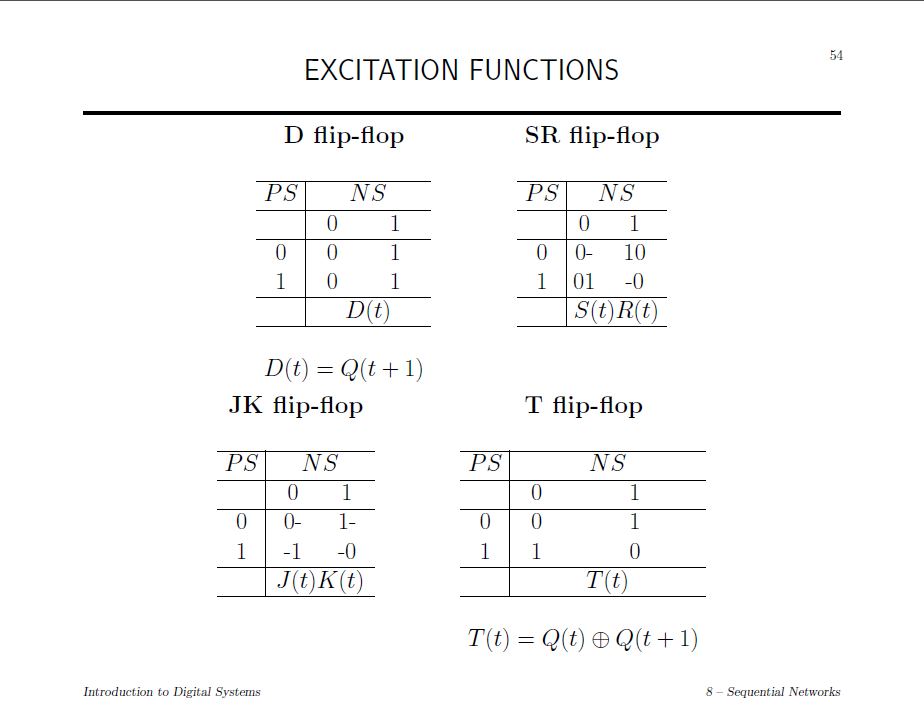 54
EXCITATION FUNCTIONS
D flip-flop
PS NS
0 1
0 0 1
1 0 1
D(t)
D(t) = Q(t + 1)
SR flip-flop
PS NS
0 1
0 0- 10
1 01 -0
S(t)R(t)
JK flip-flop
PS NS
0 1
0 0- 1-
1 -1 -0
J(t)K(t)
T flip-flop
PS NS
0 1
0 0 1
1 1 0
T(t)
T(t) = Q(t) ⊕ Q(t + 1)
Introduction to Digital Systems
8 – Sequential Networks